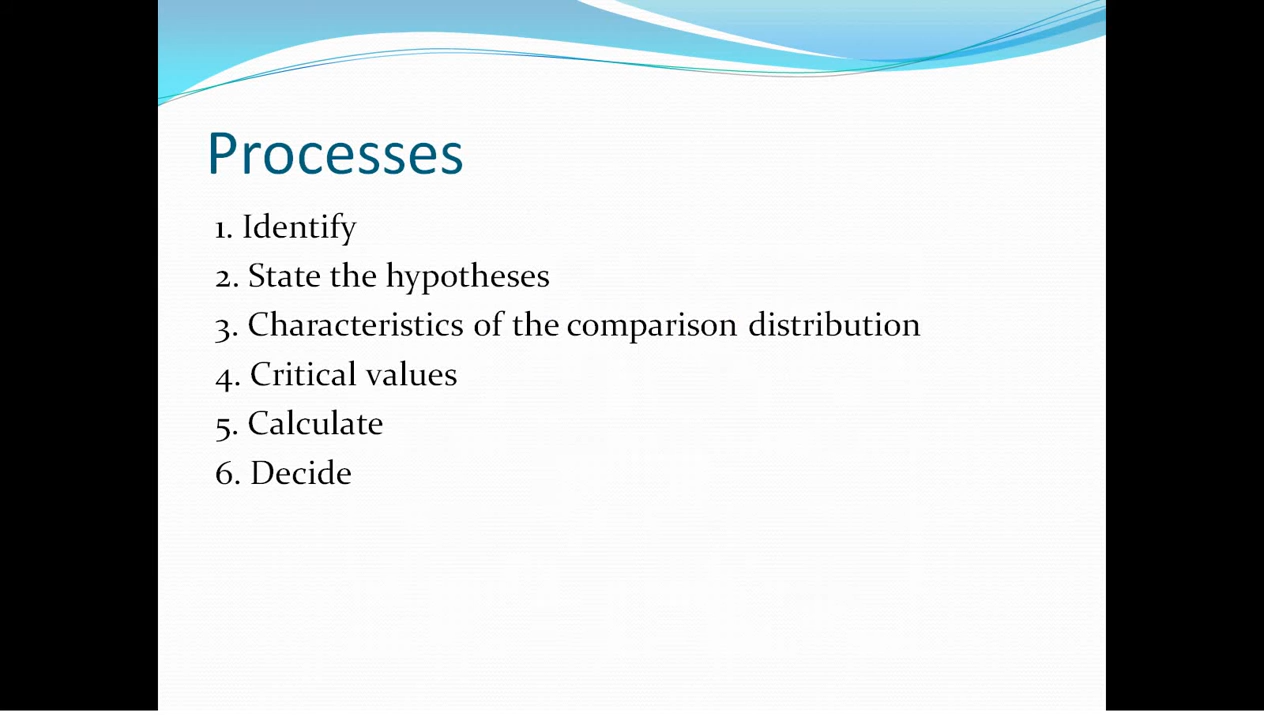 Processes
1. Identify
2. State the hypotheses
3. Characteristics of the comparison distribution
4. Critical values
5. Calculate
6. Decide